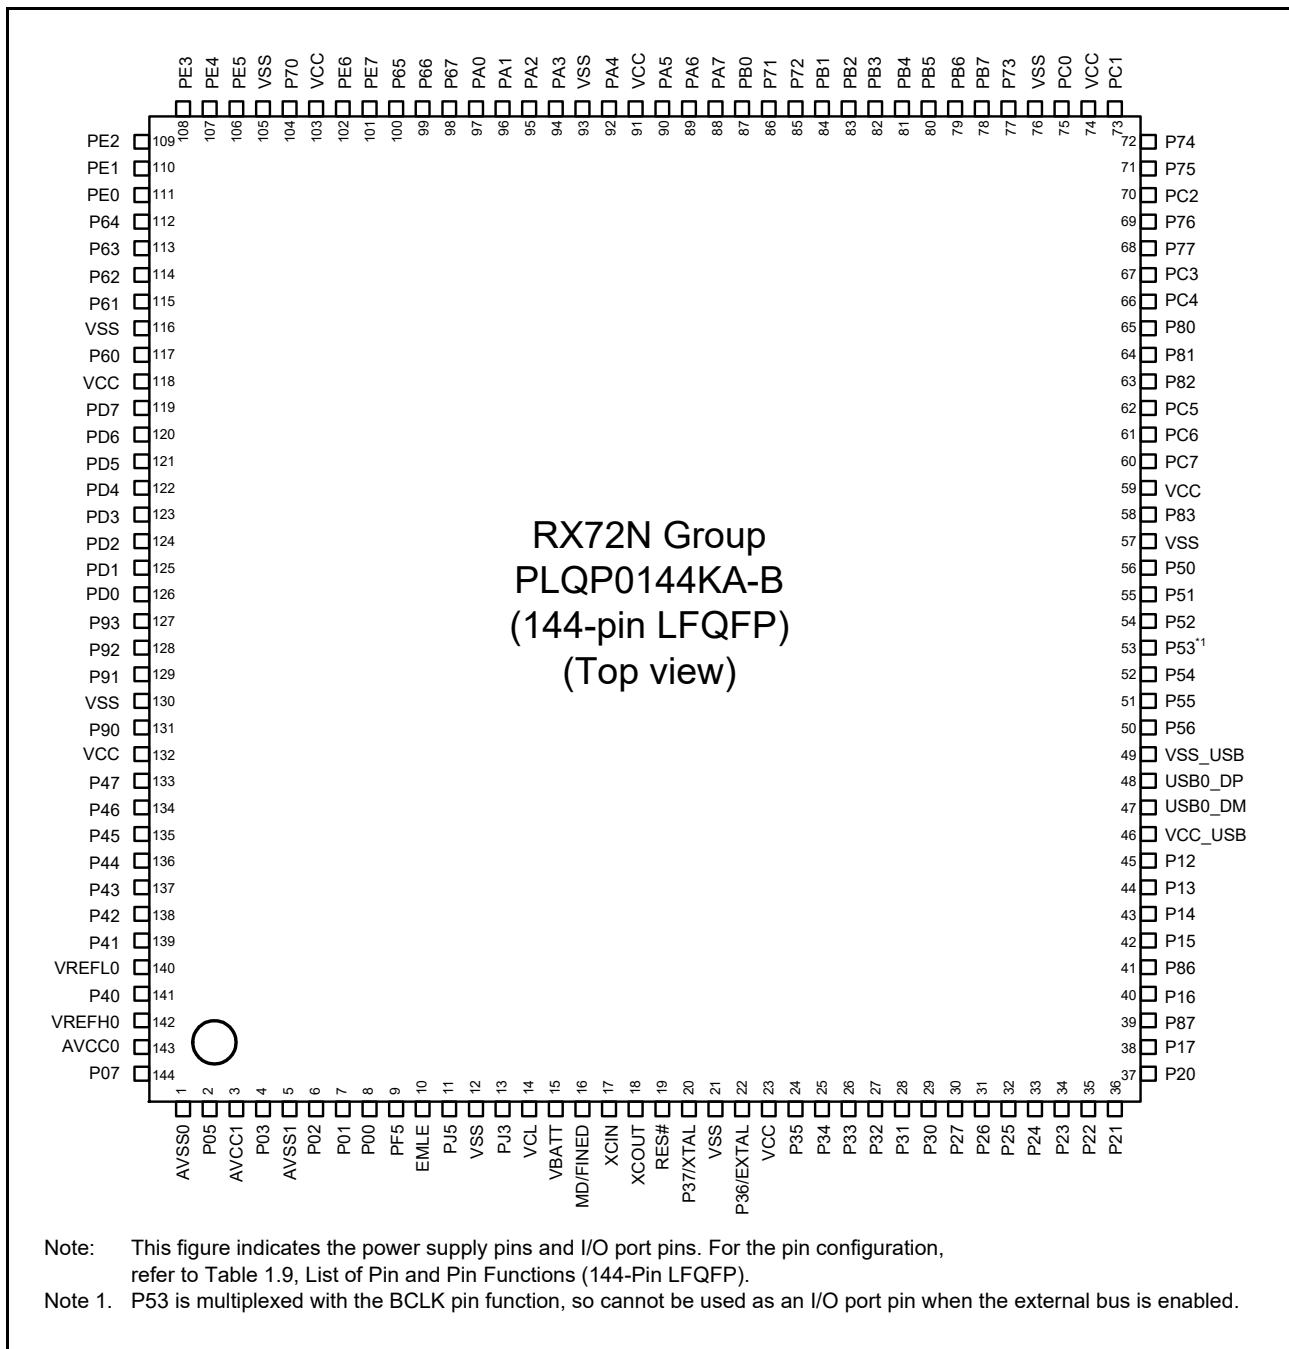 PE3 PE4 PE5 VSS P70 VCC PE6 PE7 P65 P66 P67 PA0 PA1 PA2 PA3 VSS PA4 VCC PA5 PA6 PA7 PB0 P71 P72 PB1 PB2 PB3 PB4 PB5 PB6 PB7 P73 VSS PC0 VCC PC1
108 107 106 105 104 103 102 101 100 99 98 97 96 95 94 93 92 91 90 89 88 87 86 85 84 83 82 81 80 79 78 77 76 75 74 73
PE2 109 72 P74
PE1 110 71 P75
PE0 111 70 PC2
P64 112 69 P76
P63 113 68 P77
P62 114 67 PC3
P61 115 66 PC4
VSS 116 65 P80
P60 117 64 P81
VCC 118 63 P82
PD7 119 62 PC5
PD6 120 61 PC6
PD5 121 60 PC7
PD4 122 59 VCC
PD3 123 58 P83
PD2 124 57 VSS
PD1 125 56 P50
PD0 126 55 P51
P93 127 54 P52
P92 128 53 P53*1
P91 129 52 P54
VSS 130 51 P55
P90 131 50 P56
VCC 132 49 VSS_USB
P47 133 48 USB0_DP
P46 134 47 USB0_DM
P45 135 46 VCC_USB
P44 136 45 P12
P43 137 44 P13
P42 138 43 P14
P41 139 42 P15
VREFL0 140 41 P86
P40 141 40 P16
VREFH0 142 39 P87
AVCC0 143 38 P17
P07 144 37 P20
RX72N Group
PLQP0144KA-B
(144-pin LFQFP)
(Top view)
1 2 3 4 5 6 7 8 9 10 11 12 13 14 15 16 17 18 19 20 21 22 23 24 25 26 27 28 29 30 31 32 33 34 35 36
AVSS0 P05 AVCC1 P03 AVSS1 P02 P01 P00 PF5 EMLE PJ5 VSS PJ3 VCL VBATT MD/FINED XCIN XCOUT RES# P37/XTAL VSS P36/EXTAL VCC P35 P34 P33 P32 P31 P30 P27 P26 P25 P24 P23 P22 P21
Note: This figure indicates the power supply pins and I/O port pins. For the pin configuration,
refer to Table 1.9, List of Pin and Pin Functions (144-Pin LFQFP).
Note 1. P53 is multiplexed with the BCLK pin function, so cannot be used as an I/O port pin when the external bus is enabled.